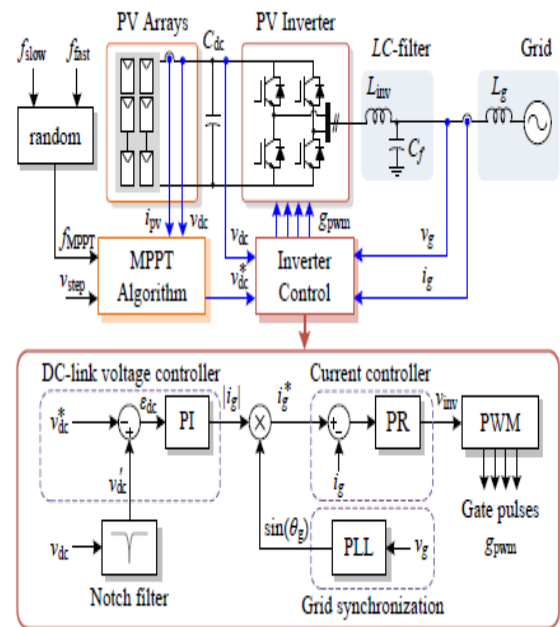 PV Arrays
PV Inverter
f_slow f_fast
C_dc
LC-filter
Grid
L_inv
L_g
random
C_f
i_pv v_dc
g_pwm
f_MPPT
v_dc
v_g
MPPT Algorithm
Inverter Control
v_step
v_dc^*
i_g
DC-link voltage controller
|i_g|
i_g^*
Current controller
v_dc^*
-
+
ε_dc
PI
×
+
-
PR
v_inv
PWM
v_dc'
i_g
Gate pulses
g_pwm
sin(θ_g)
v_dc
PLL
v_g
Notch filter
Grid synchronization